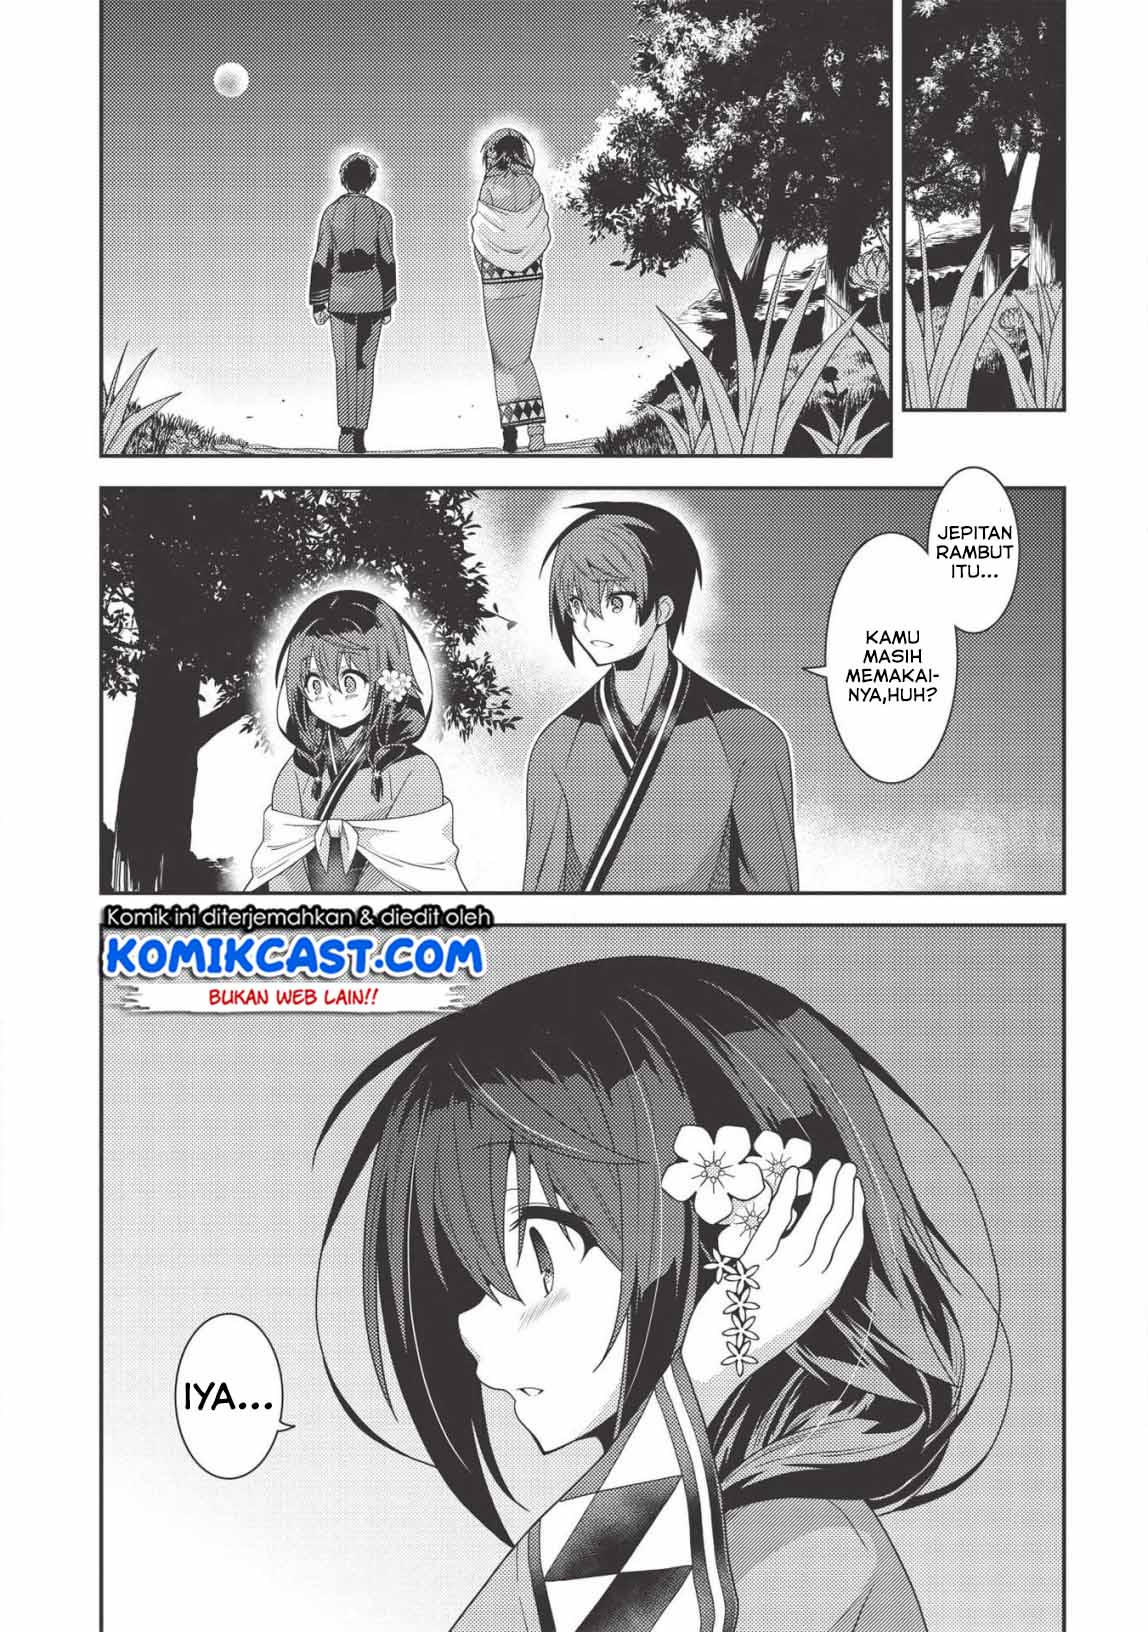 JEPITAN
RAMBUT
ITU...
KAMU
MASIH
MEMAKAI-
NYA,HUH?
Komik ini diterjemahkan & diedit oleh
KOMIKCAST.COM
BUKAN WEB LAIN!!
IYA...